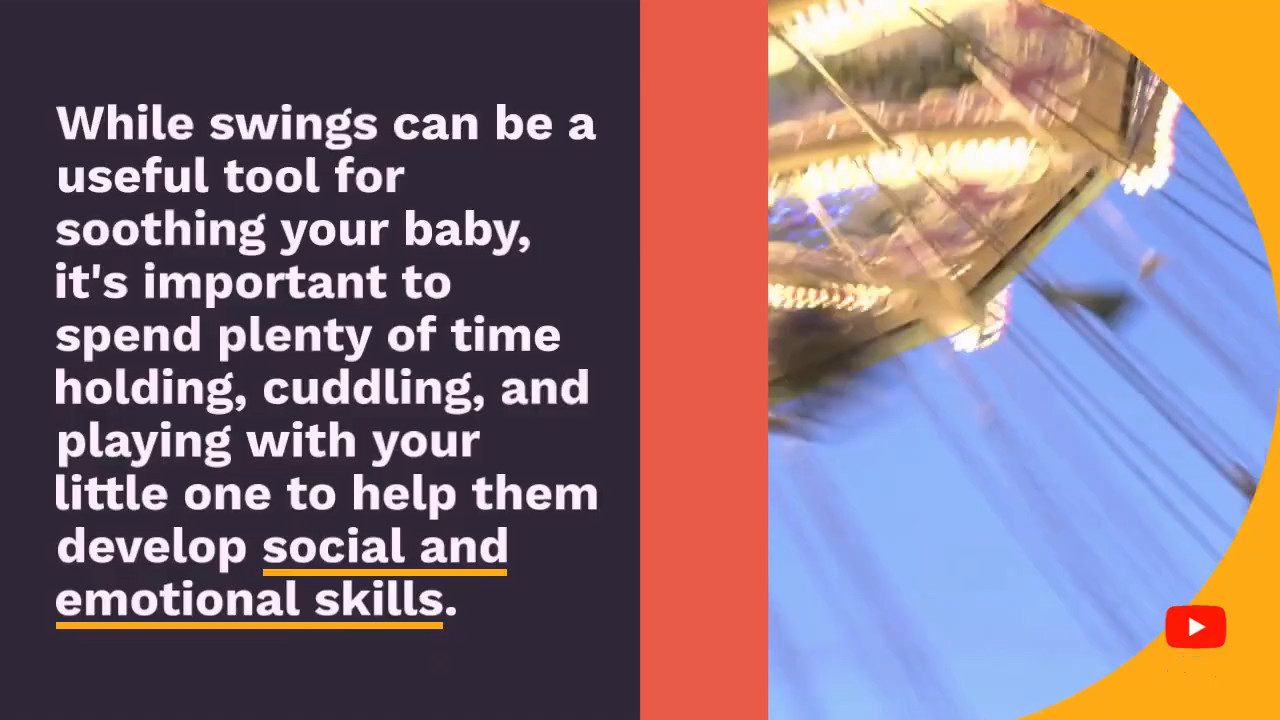 While swings can be a
useful tool for
soothing your baby,
it's important to
spend plenty of time
holding, cuddling, and
playing with your
little one to help them
develop social and
emotional skills.